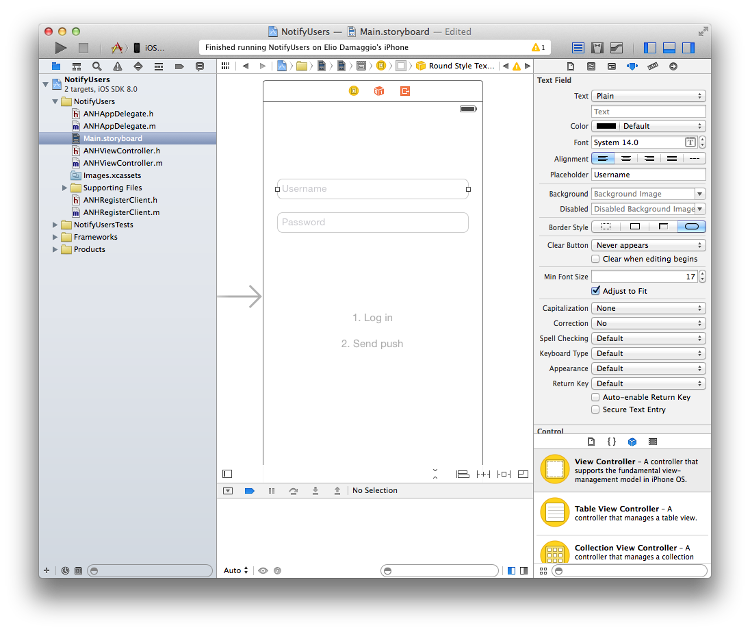 NotifyUsers — Main.storyboard — Edited
iOS...
Finished running NotifyUsers on Elio Damaggio's iPhone
1
Round Style Tex...
NotifyUsers
2 targets, iOS SDK 8.0
NotifyUsers
ANHAppDelegate.h
ANHAppDelegate.m
Main.storyboard
ANHViewController.h
ANHViewController.m
Images.xcassets
Supporting Files
ANHRegisterClient.h
ANHRegisterClient.m
NotifyUsersTests
Frameworks
Products
Username
Password
1. Log in
2. Send push
No Selection
Auto
Text Field
Text Plain
Text
Color Default
Font System 14.0
Alignment
Placeholder Username
Background Background Image
Disabled Disabled Background Image
Border Style
Clear Button Never appears
Clear when editing begins
Min Font Size 17
Adjust to Fit
Capitalization None
Correction No
Spell Checking Default
Keyboard Type Default
Appearance Default
Return Key Default
Auto-enable Return Key
Secure Text Entry
Control
View Controller - A controller that
supports the fundamental view-
management model in iPhone OS.
Table View Controller - A
controller that manages a table view.
Collection View Controller - A
controller that manages a collection